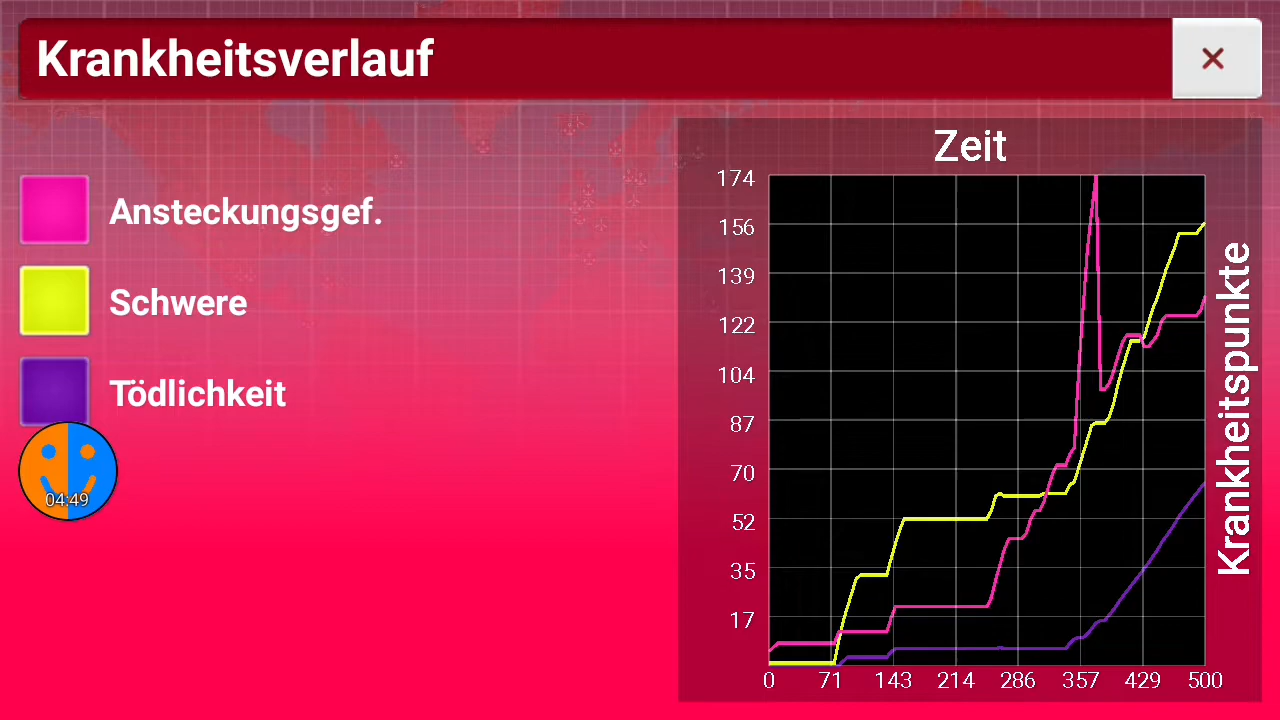 Krankheitsverlauf
×
Ansteckungsgef.
Schwere
Tödlichkeit
04:49
Zeit
174
156
139
122
104
87
70
52
35
17
0 71 143 214 286 357 429 500
Krankheitspunkte